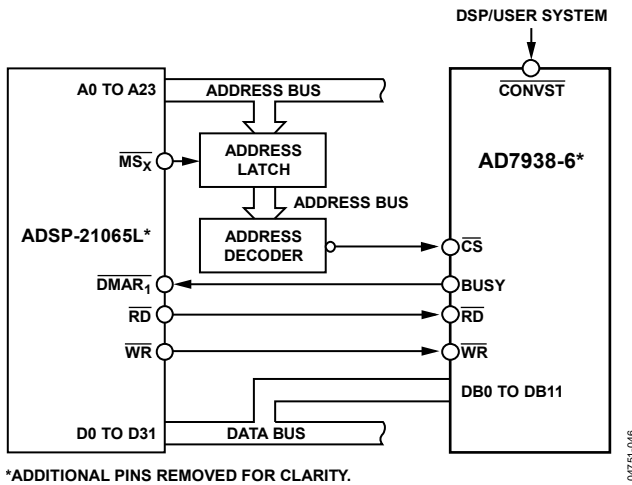 DSP/USER SYSTEM
A0 TO A23
ADDRESS BUS
CONVST
MSX
ADDRESS
LATCH
AD7938-6*
ADDRESS BUS
ADSP-21065L*
ADDRESS
DECODER
CS
DMAR1
BUSY
RD
RD
WR
WR
DB0 TO DB11
D0 TO D31
DATA BUS
*ADDITIONAL PINS REMOVED FOR CLARITY.
04751-046